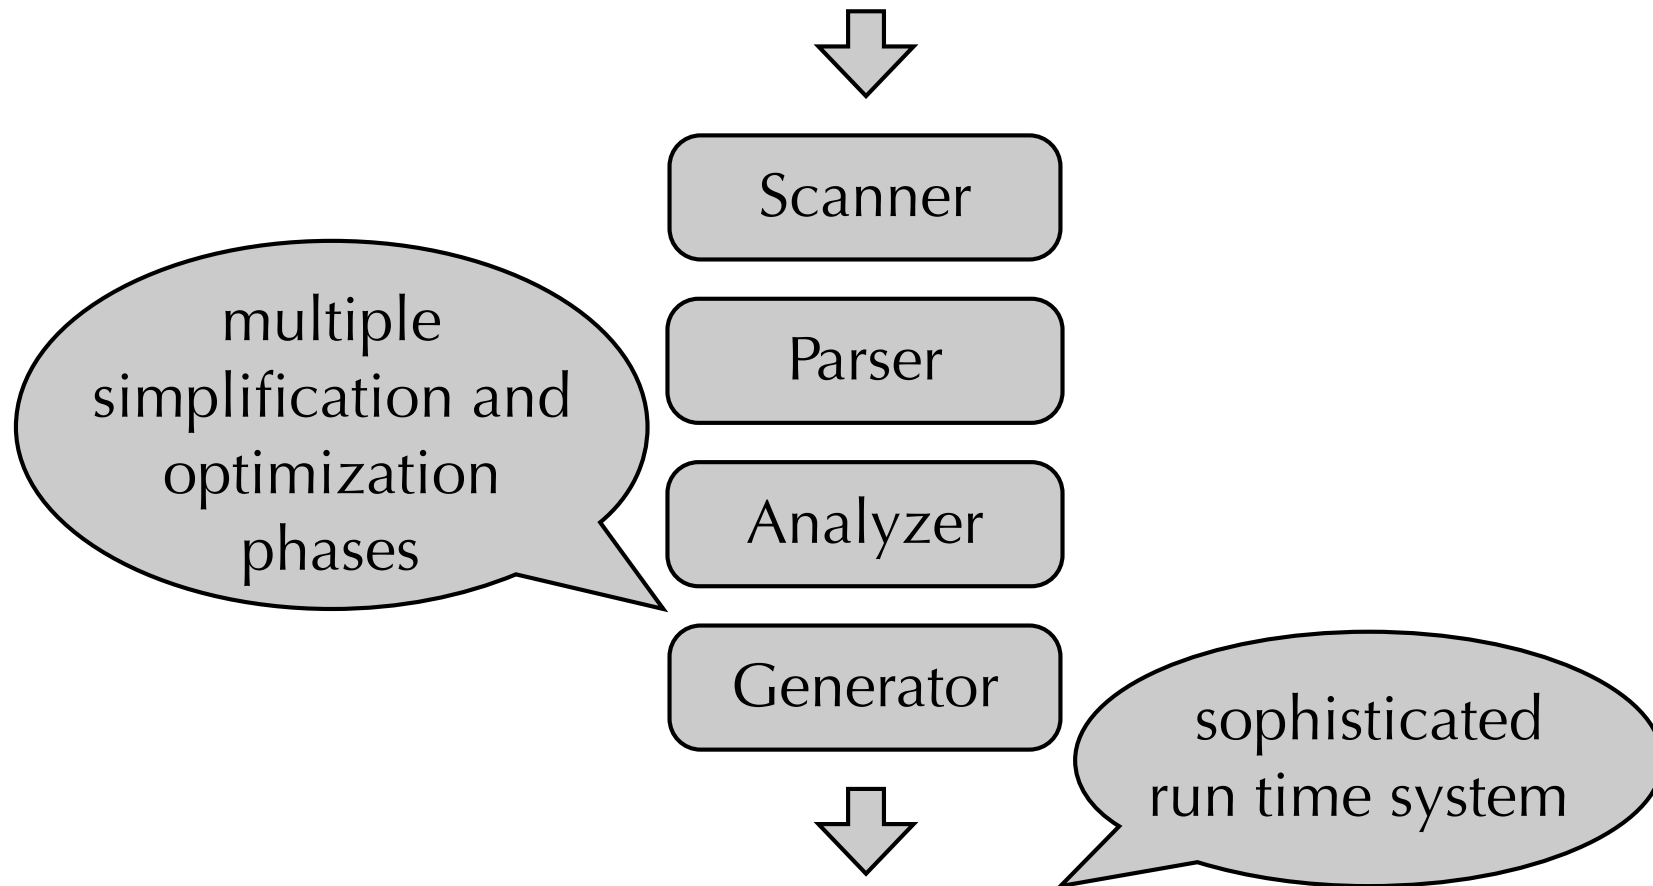 Scanner
Parser
multiple
simplification and
optimization
phases
Analyzer
Generator
sophisticated
run time system